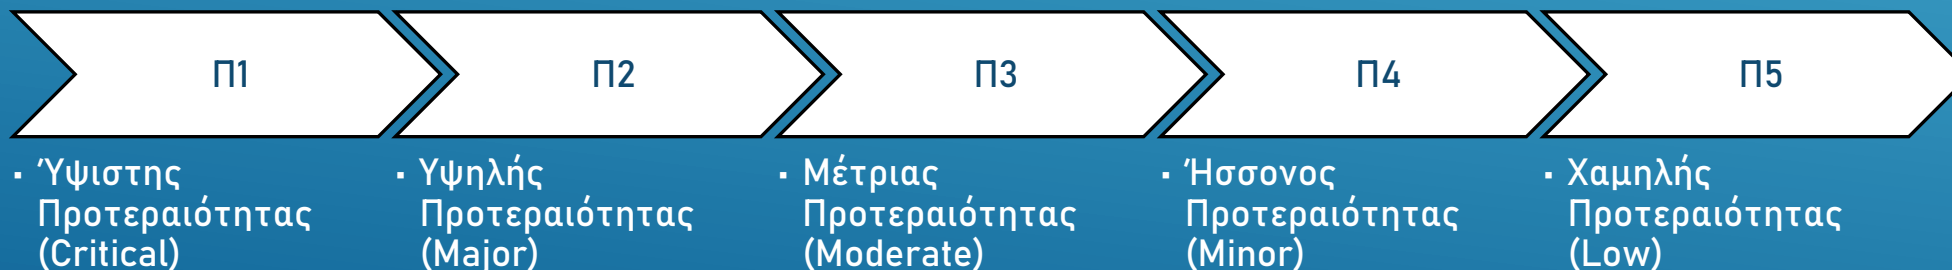 Π1
Π2
Π3
Π4
Π5
▪ Ύψιστης
Προτεραιότητας
(Critical)
▪ Υψηλής
Προτεραιότητας
(Major)
▪ Μέτριας
Προτεραιότητας
(Moderate)
▪ Ήσσονος
Προτεραιότητας
(Minor)
▪ Χαμηλής
Προτεραιότητας
(Low)